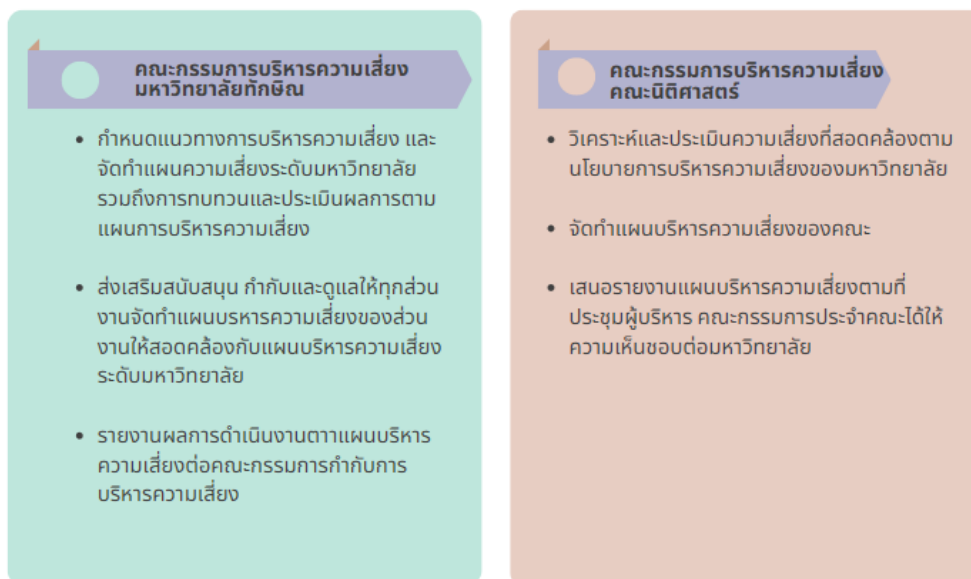 คณะกรรมการบริหารความเสี่ยง
มหาวิทยาลัยทักษิณ
• กำหนดแนวทางการบริหารความเสี่ยง และ
จัดทำแผนความเสี่ยงระดับมหาวิทยาลัย
รวมถึงการทบทวนและประเมินผลการตาม
แผนการบริหารความเสี่ยง
• ส่งเสริมสนับสนุน กำกับและดูแลให้ทุกส่วน
งานจัดทำแผนบรหารความเสี่ยงของส่วน
งานให้สอดคล้องกับแผนบริหารความเสี่ยง
ระดับมหาวิทยาลัย
• รายงานผลการดำเนินงานตาาแผนบริหาร
ความเสี่ยงต่อคณะกรรมการกำกับการ
บริหารความเสี่ยง
คณะกรรมการบริหารความเสี่ยง
คณะนิติศาสตร์
• วิเคราะห์และประเมินความเสี่ยงที่สอดคล้องตาม
นโยบายการบริหารความเสี่ยงของมหาวิทยาลัย
• จัดทำแผนบริหารความเสี่ยงของคณะ
• เสนอรายงานแผนบริหารความเสี่ยงตามที่
ประชุมผู้บริหาร คณะกรรมการประจำคณะได้ให้
ความเห็นชอบต่อมหาวิทยาลัย